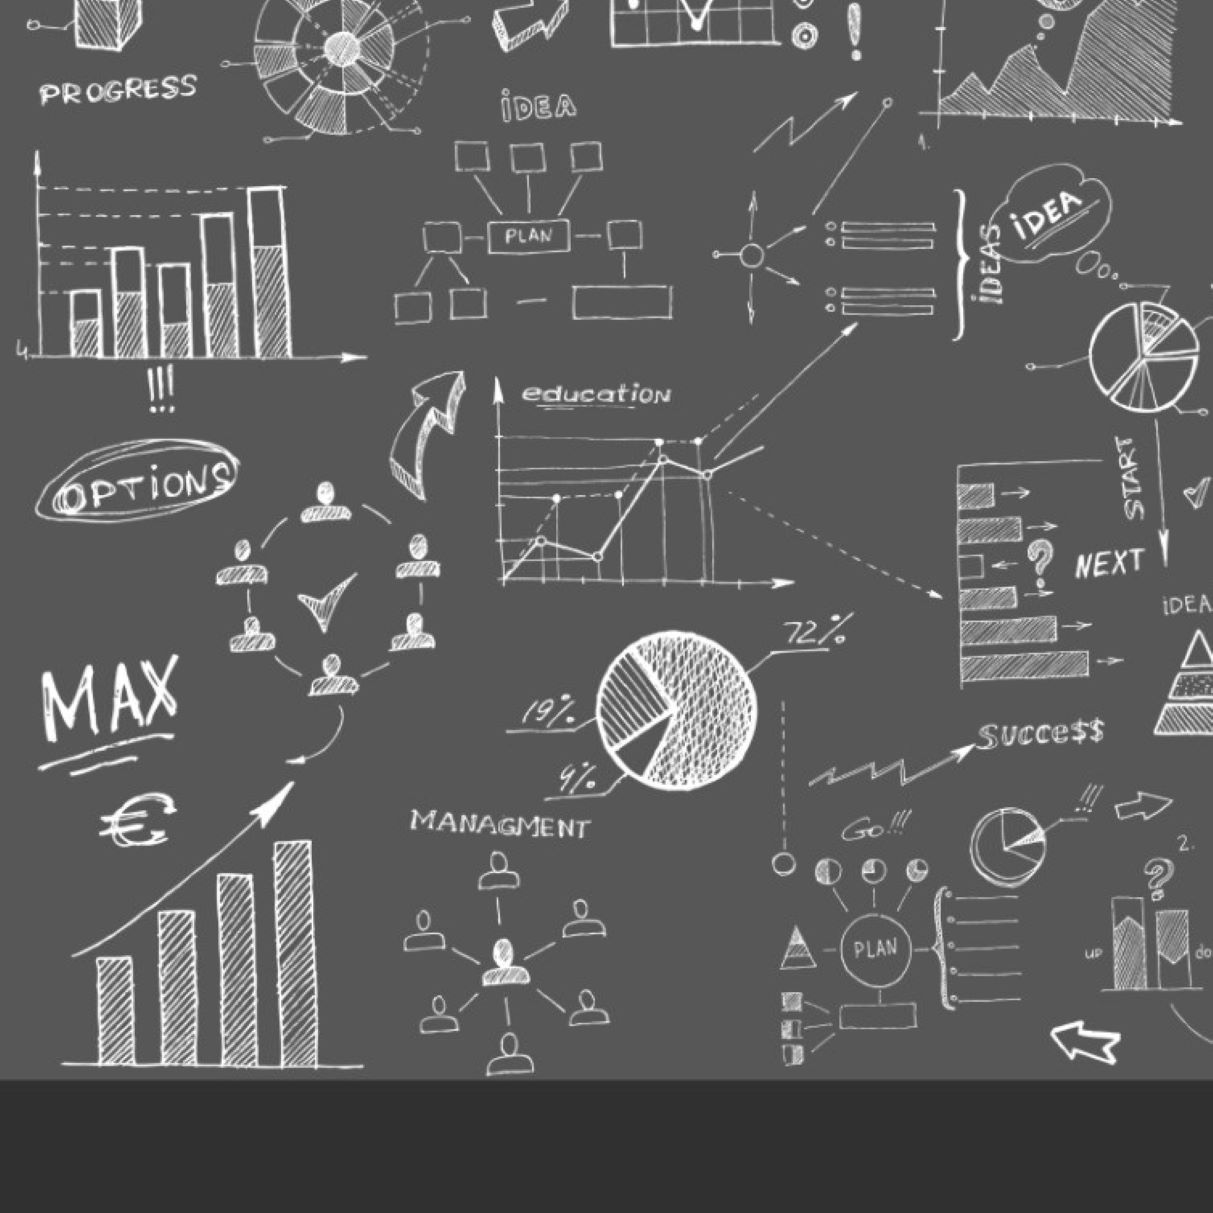 PROGRESS
iDEA
1.
iDEA
PLAN
iDEAS
!!!
education
OPTiONS
START
?
NEXT
iDEA
MAX
72%
19%
9%
Succe$$
€
MANAGMENT
Go!!!
!!!
2.
?
PLAN
up
do